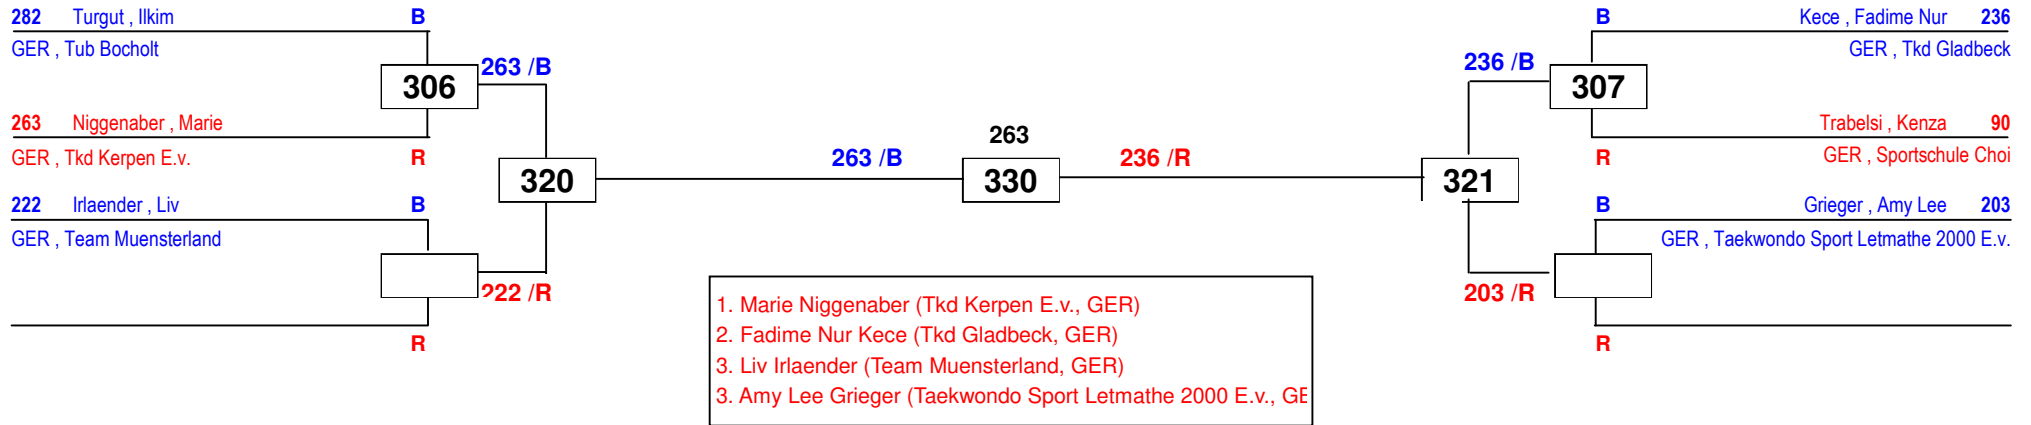 282 Turgut , Ilkim B
GER , Tub Bocholt
306
263 /B
263 Niggenaber , Marie
GER , Tkd Kerpen E.v. R
320
222 Irlaender , Liv B
GER , Team Muensterland
222 /R
R
263 /B
263
330
236 /R
B Kece , Fadime Nur 236
GER , Tkd Gladbeck
236 /B
307
Trabelsi , Kenza 90
R GER , Sportschule Choi
321
B Grieger , Amy Lee 203
GER , Taekwondo Sport Letmathe 2000 E.v.
203 /R
R
1. Marie Niggenaber (Tkd Kerpen E.v., GER)
2. Fadime Nur Kece (Tkd Gladbeck, GER)
3. Liv Irlaender (Team Muensterland, GER)
3. Amy Lee Grieger (Taekwondo Sport Letmathe 2000 E.v., GE